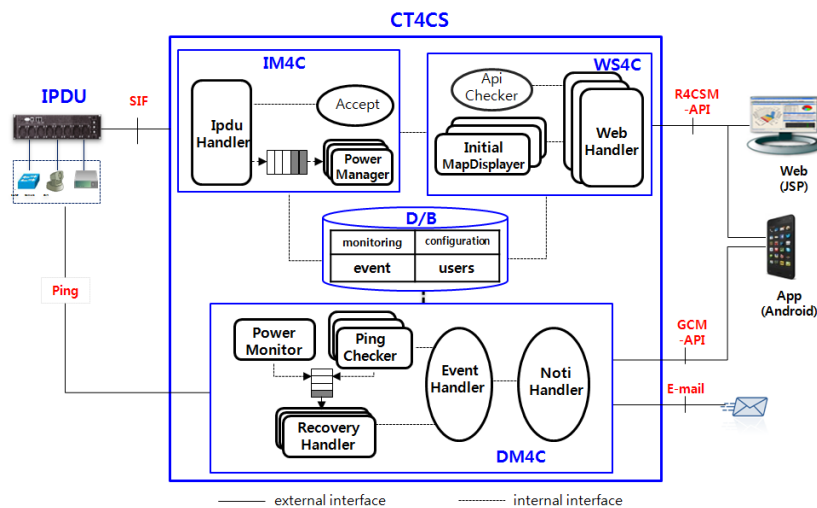 CT4CS
IM4C
WS4C
IPDU
SIF
Ipdu
Handler
Accept
Power
Manager
Api
Checker
Initial
MapDisplayer
Web
Handler
R4CSM
-API
Web
(JSP)
D/B
monitoring
configuration
event
users
Ping
App
(Android)
Power
Monitor
Ping
Checker
Event
Handler
Noti
Handler
Recovery
Handler
DM4C
GCM
-API
E-mail
external interface
internal interface